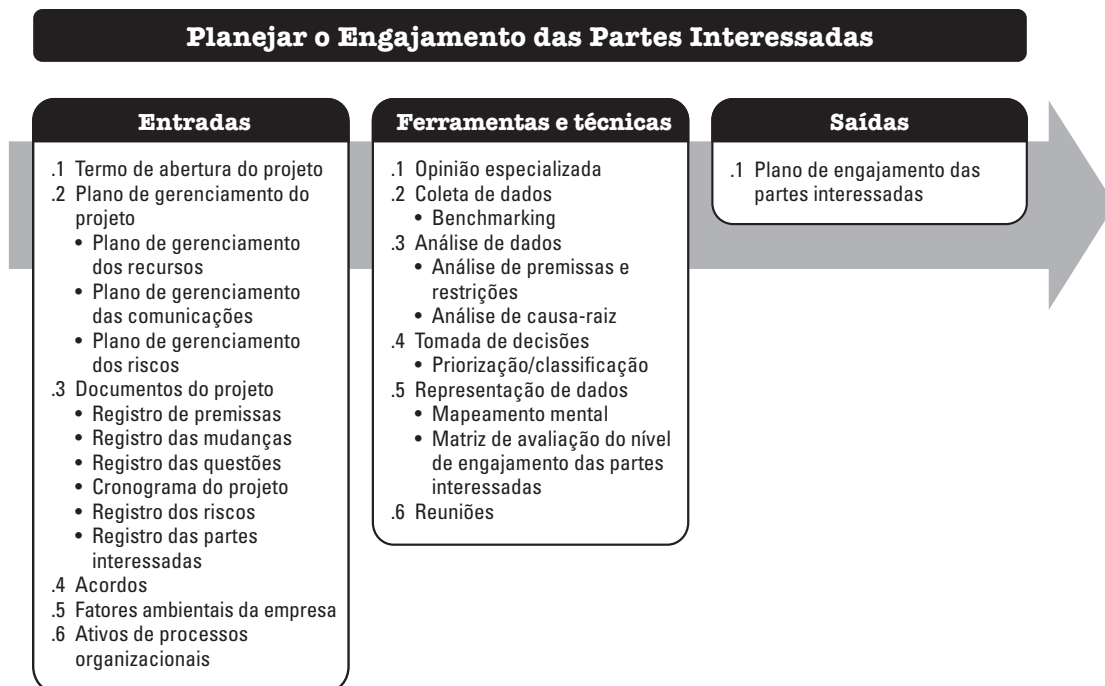 Planejar o Engajamento das Partes Interessadas
Entradas
.1 Termo de abertura do projeto
.2 Plano de gerenciamento do
projeto
• Plano de gerenciamento
dos recursos
• Plano de gerenciamento
das comunicações
• Plano de gerenciamento
dos riscos
.3 Documentos do projeto
• Registro de premissas
• Registro das mudanças
• Registro das questões
• Cronograma do projeto
• Registro dos riscos
• Registro das partes
interessadas
.4 Acordos
.5 Fatores ambientais da empresa
.6 Ativos de processos
organizacionais
Ferramentas e técnicas
.1 Opinião especializada
.2 Coleta de dados
• Benchmarking
.3 Análise de dados
• Análise de premissas e
restrições
• Análise de causa-raiz
.4 Tomada de decisões
• Priorização/classificação
.5 Representação de dados
• Mapeamento mental
• Matriz de avaliação do nível
de engajamento das partes
interessadas
.6 Reuniões
Saídas
.1 Plano de engajamento das
partes interessadas